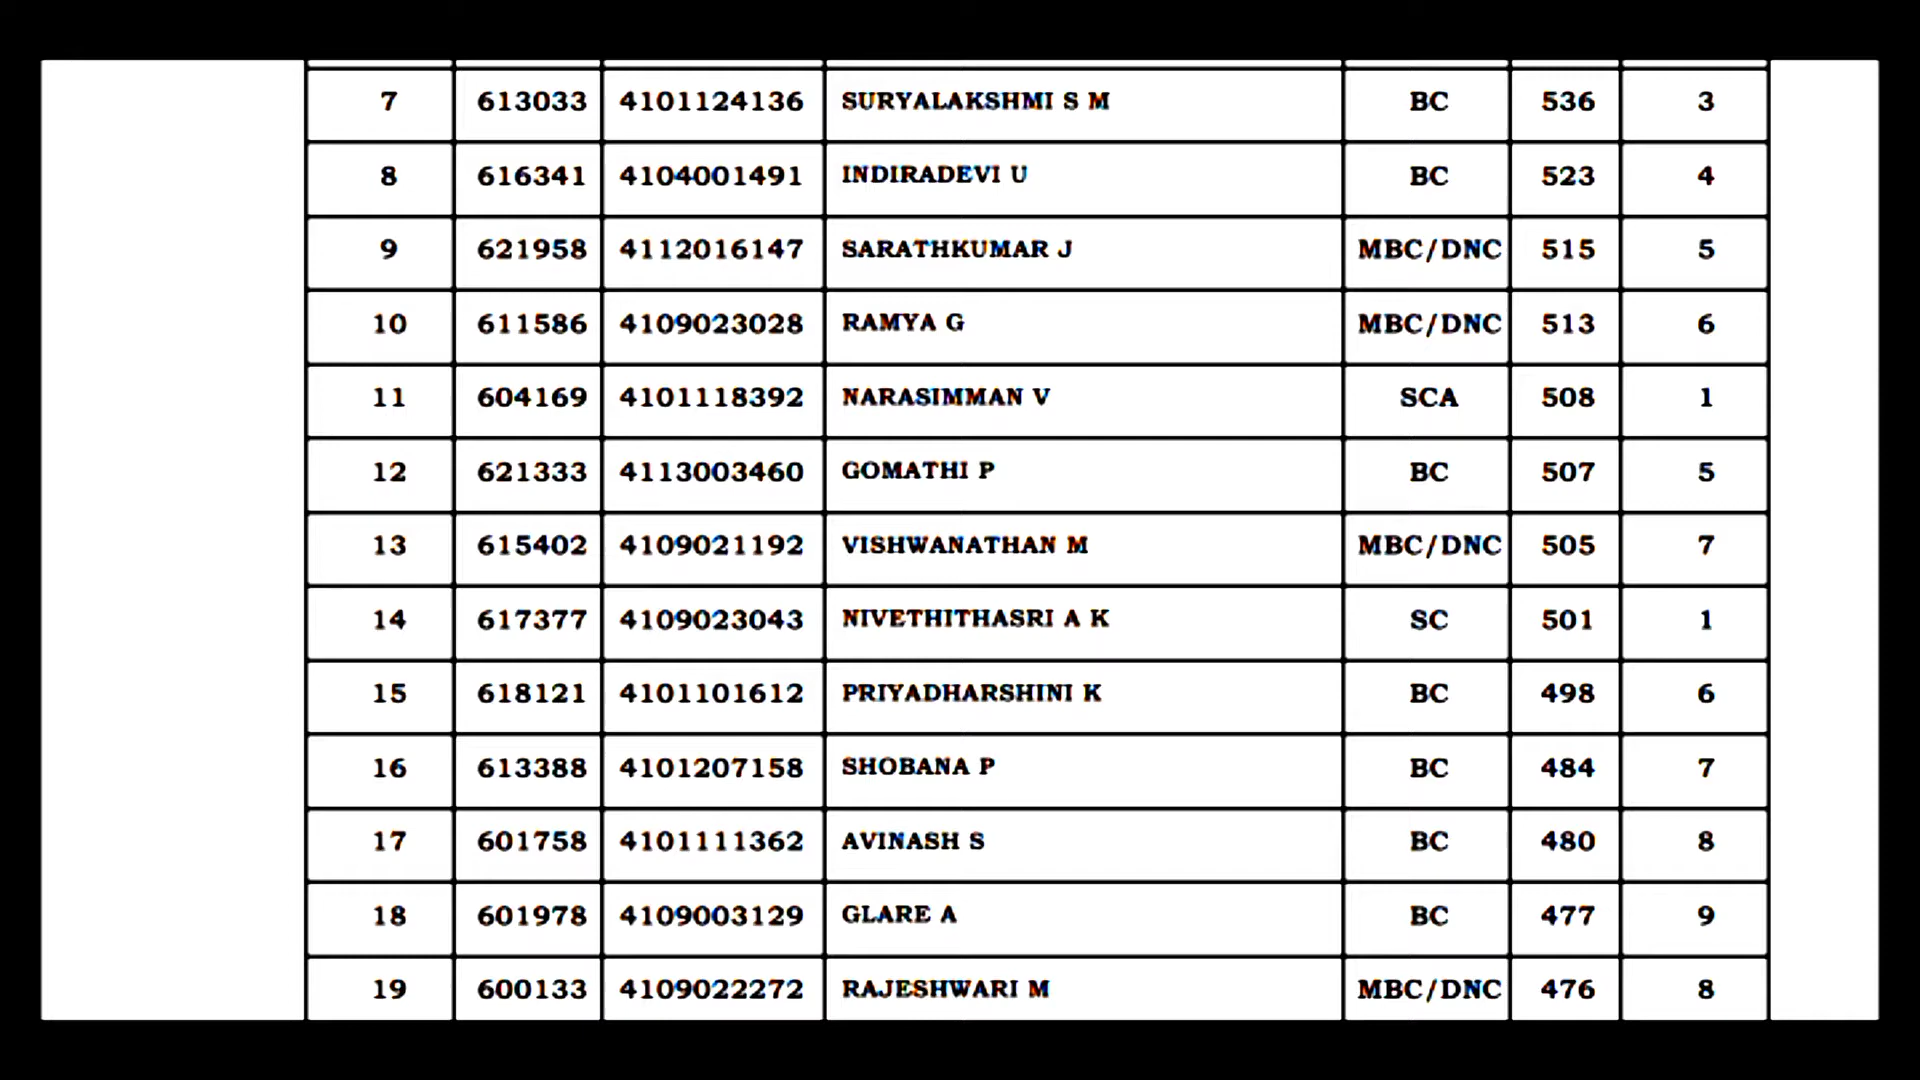 7 613033 4101124136 SURYALAKSHMI S M BC 536 3
8 616341 4104001491 INDIRADEVI U BC 523 4
9 621958 4112016147 SARATHKUMAR J MBC/DNC 515 5
10 611586 4109023028 RAMYA G MBC/DNC 513 6
11 604169 4101118392 NARASIMMAN V SCA 508 1
12 621333 4113003460 GOMATHI P BC 507 5
13 615402 4109021192 VISHWANATHAN M MBC/DNC 505 7
14 617377 4109023043 NIVETHITHASRI A K SC 501 1
15 618121 4101101612 PRIYADHARSHINI K BC 498 6
16 613388 4101207158 SHOBANA P BC 484 7
17 601758 4101111362 AVINASH S BC 480 8
18 601978 4109003129 GLARE A BC 477 9
19 600133 4109022272 RAJESHWARI M MBC/DNC 476 8